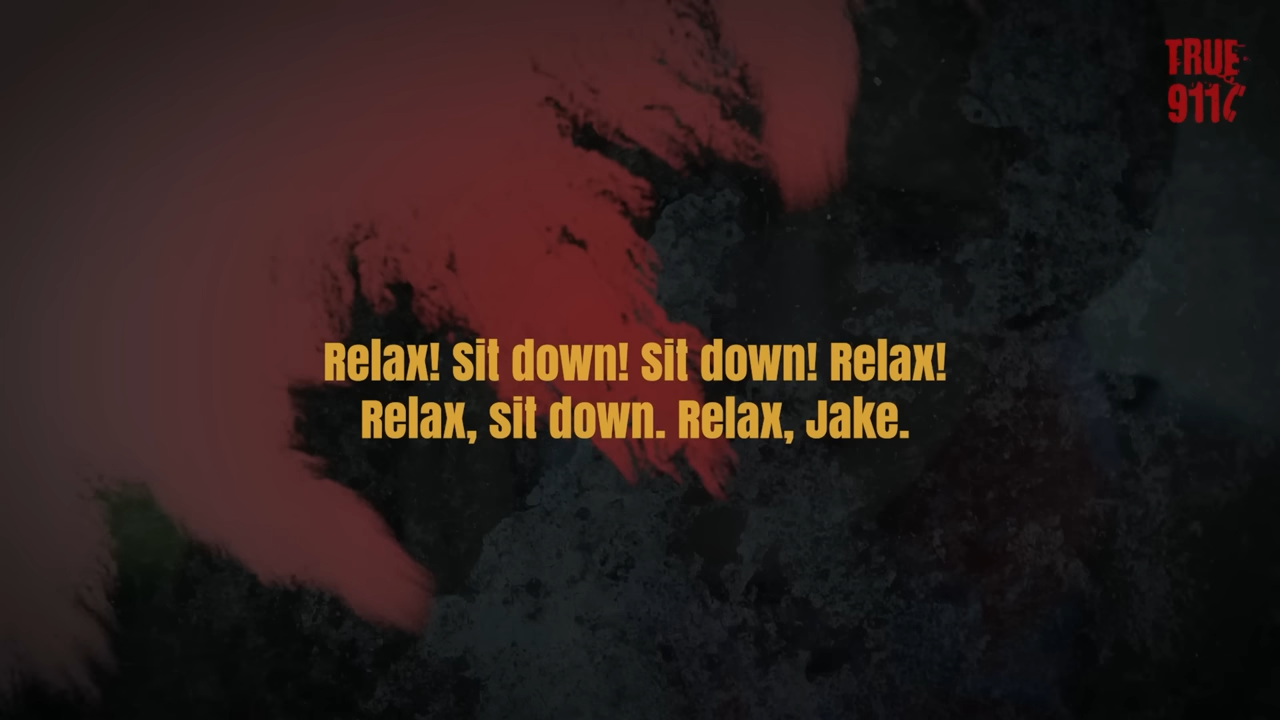 TRUE
911
Relax! Sit down! Sit down! Relax!
Relax, sit down. Relax, Jake.